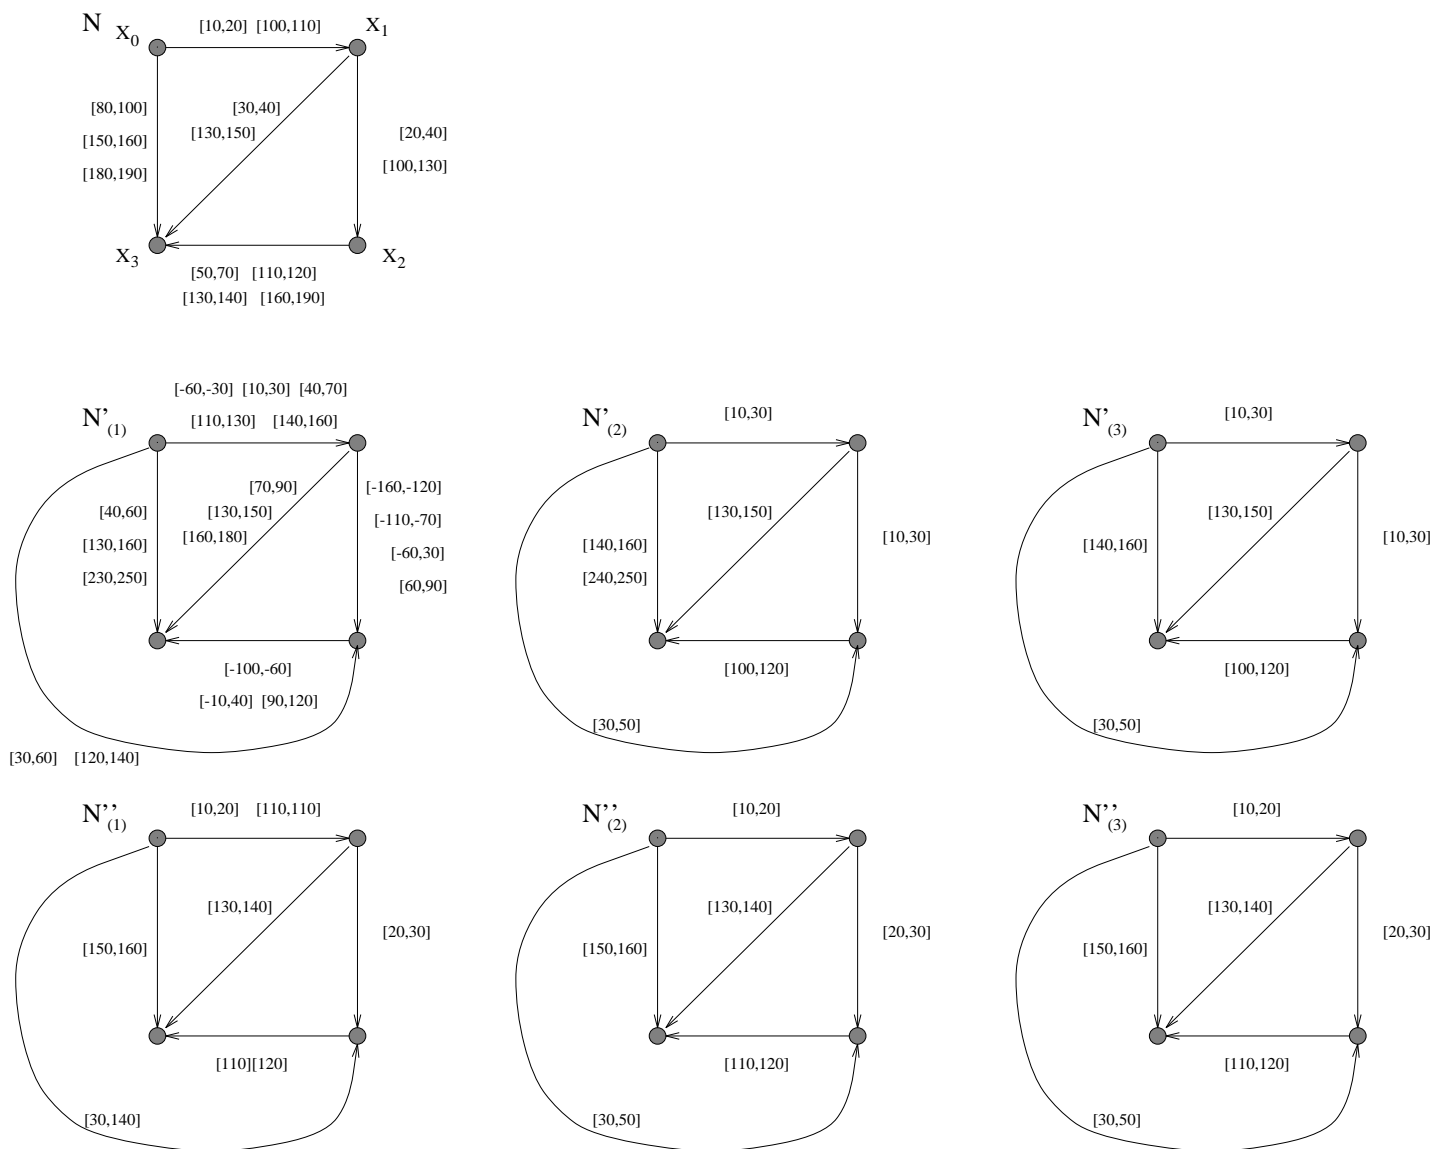 N X0 [10,20] [100,110] X1
[80,100] [30,40]
[150,160] [130,150] [20,40]
[180,190] [100,130]
X3 X2
[50,70] [110,120]
[130,140] [160,190]
[-60,-30] [10,30] [40,70]
N'(1) [110,130] [140,160]
N'(2) [10,30]
N'(3) [10,30]
[70,90] [-160,-120]
[40,60] [130,150] [-110,-70]
[130,160] [160,180] [-60,30]
[230,250] [60,90]
[130,150]
[140,160] [10,30]
[240,250]
[130,150]
[140,160] [10,30]
[-100,-60]
[-10,40] [90,120]
[100,120]
[100,120]
[30,50]
[30,50]
[30,60] [120,140]
N''(1) [10,20] [110,110]
N''(2) [10,20]
N''(3) [10,20]
[130,140]
[150,160] [20,30]
[130,140]
[150,160] [20,30]
[130,140]
[150,160] [20,30]
[110][120]
[110,120]
[110,120]
[30,140]
[30,50]
[30,50]